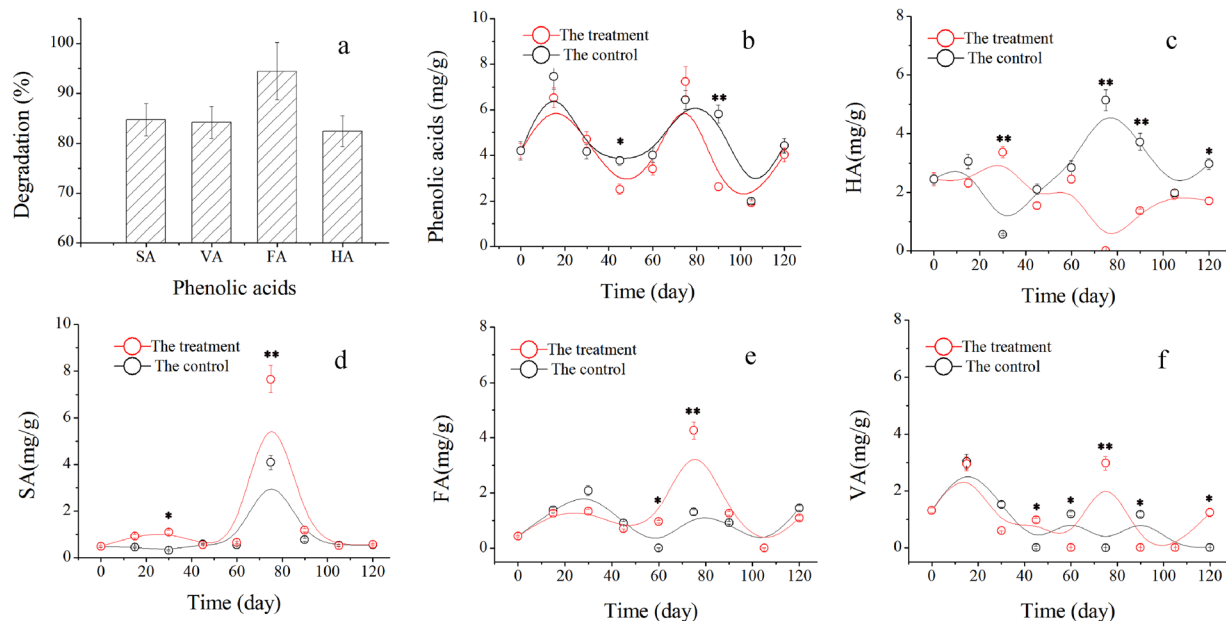 a
100
90
80
70
60
Degradation (%)
SA VA FA HA
Phenolic acids
b
The treatment
The control
10
8
6
4
2
0
Phenolic acids (mg/g)
* **
0 20 40 60 80 100 120
Time (day)
c
The treatment
The control
8
6
4
2
0
HA(mg/g)
** ** ** *
0 20 40 60 80 100 120
Time (day)
d
The treatment
The control
10
8
6
4
2
0
SA(mg/g)
* **
0 20 40 60 80 100 120
Time (day)
e
The treatment
The control
8
6
4
2
0
FA(mg/g)
* **
0 20 40 60 80 100 120
Time (day)
f
The treatment
The control
8
6
4
2
0
VA(mg/g)
* * ** * *
0 20 40 60 80 100 120
Time (day)